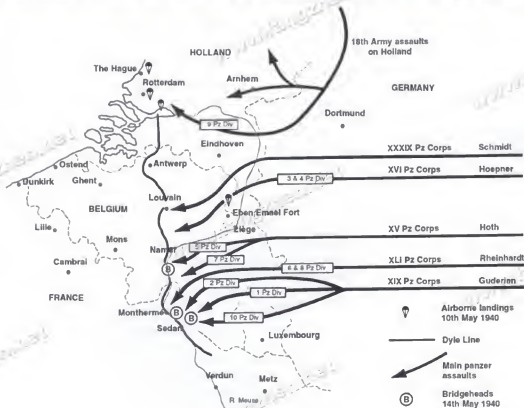 HOLLAND
18th Army assaults
on Holland
The Hague
Rotterdam
Arnhem
GERMANY
Dortmund
9 Pz Div
Eindhoven
XXXIX Pz Corps Schmidt
Antwerp
XVI Pz Corps Hoepner
Ostend
Dunkirk
Ghent
3 & 4 Pz Div
Louvain
BELGIUM
Eben Emael Fort
Liège
Lille
XV Pz Corps Hoth
Mons
Namur
5 Pz Div
7 Pz Div
XLI Pz Corps Rheinhardt
B
6 & 8 Pz Div
Cambrai
2 Pz Div
XIX Pz Corps Guderian
FRANCE
1 Pz Div
Montherme
B
B
10 Pz Div
Sedan
Luxembourg
Airborne landings
10th May 1940
Dyle Line
Main panzer
assaults
Verdun
Metz
R Meuse
B
Bridgeheads
14th May 1940